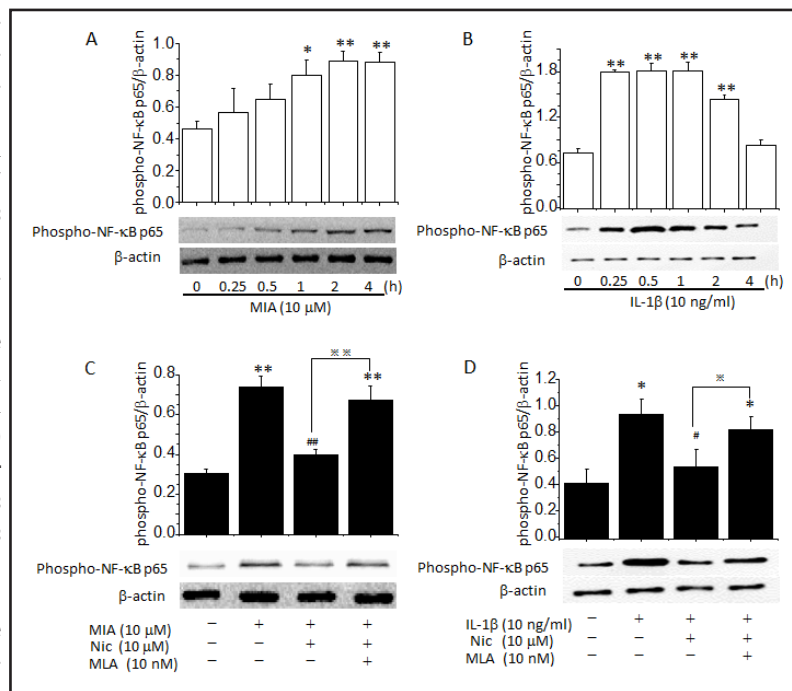 A
B
phospho-NF-κB p65/β-actin
1.0
0.8
0.6
0.4
0.2
0.0
* ** **
phospho-NF-κB p65/β-actin
1.8
1.2
0.6
0.0
** ** ** **
Phospho-NF-κB p65
β-actin
0 0.25 0.5 1 2 4 (h)
MIA (10 μM)
Phospho-NF-κB p65
β-actin
0 0.25 0.5 1 2 4 (h)
IL-1β (10 ng/ml)
C
D
phospho-NF-κB p65/β-actin
0.8
0.6
0.4
0.2
0.0
※※
** ## **
phospho-NF-κB p65/β-actin
1.2
1.0
0.8
0.6
0.4
0.2
0.0
※
* # *
Phospho-NF-κB p65
β-actin
MIA (10 μM) − + + +
Nic (10 μM) − − + +
MLA (10 nM) − − − +
Phospho-NF-κB p65
β-actin
IL-1β (10 ng/ml) − + + +
Nic (10 μM) − − + +
MLA (10 nM) − − − +